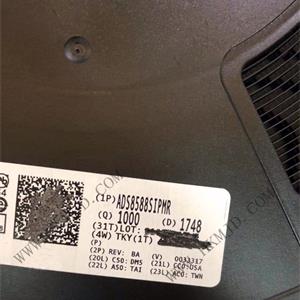 (1P) ADS8588SIPMR
(Q) 1000 (D) 1748
(31T) LOT:
(4W) TKY(1T)
(P)
(2P) REV: BA (V) 0033317
(20L) CSO: DM5 (21L) CCO:USA
(22L) ASO: TAI (23L) ACO: TWN